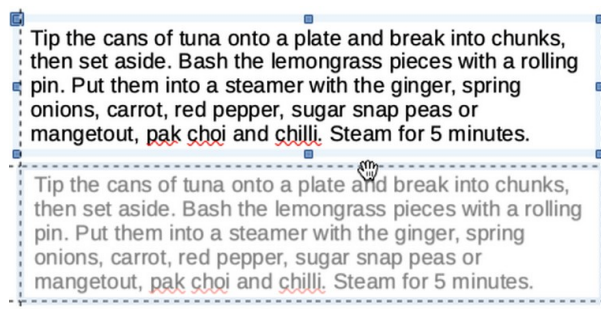 Tip the cans of tuna onto a plate and break into chunks,
then set aside. Bash the lemongrass pieces with a rolling
pin. Put them into a steamer with the ginger, spring
onions, carrot, red pepper, sugar snap peas or
mangetout, pak choi and chilli. Steam for 5 minutes.
Tip the cans of tuna onto a plate and break into chunks,
then set aside. Bash the lemongrass pieces with a rolling
pin. Put them into a steamer with the ginger, spring
onions, carrot, red pepper, sugar snap peas or
mangetout, pak choi and chilli. Steam for 5 minutes.